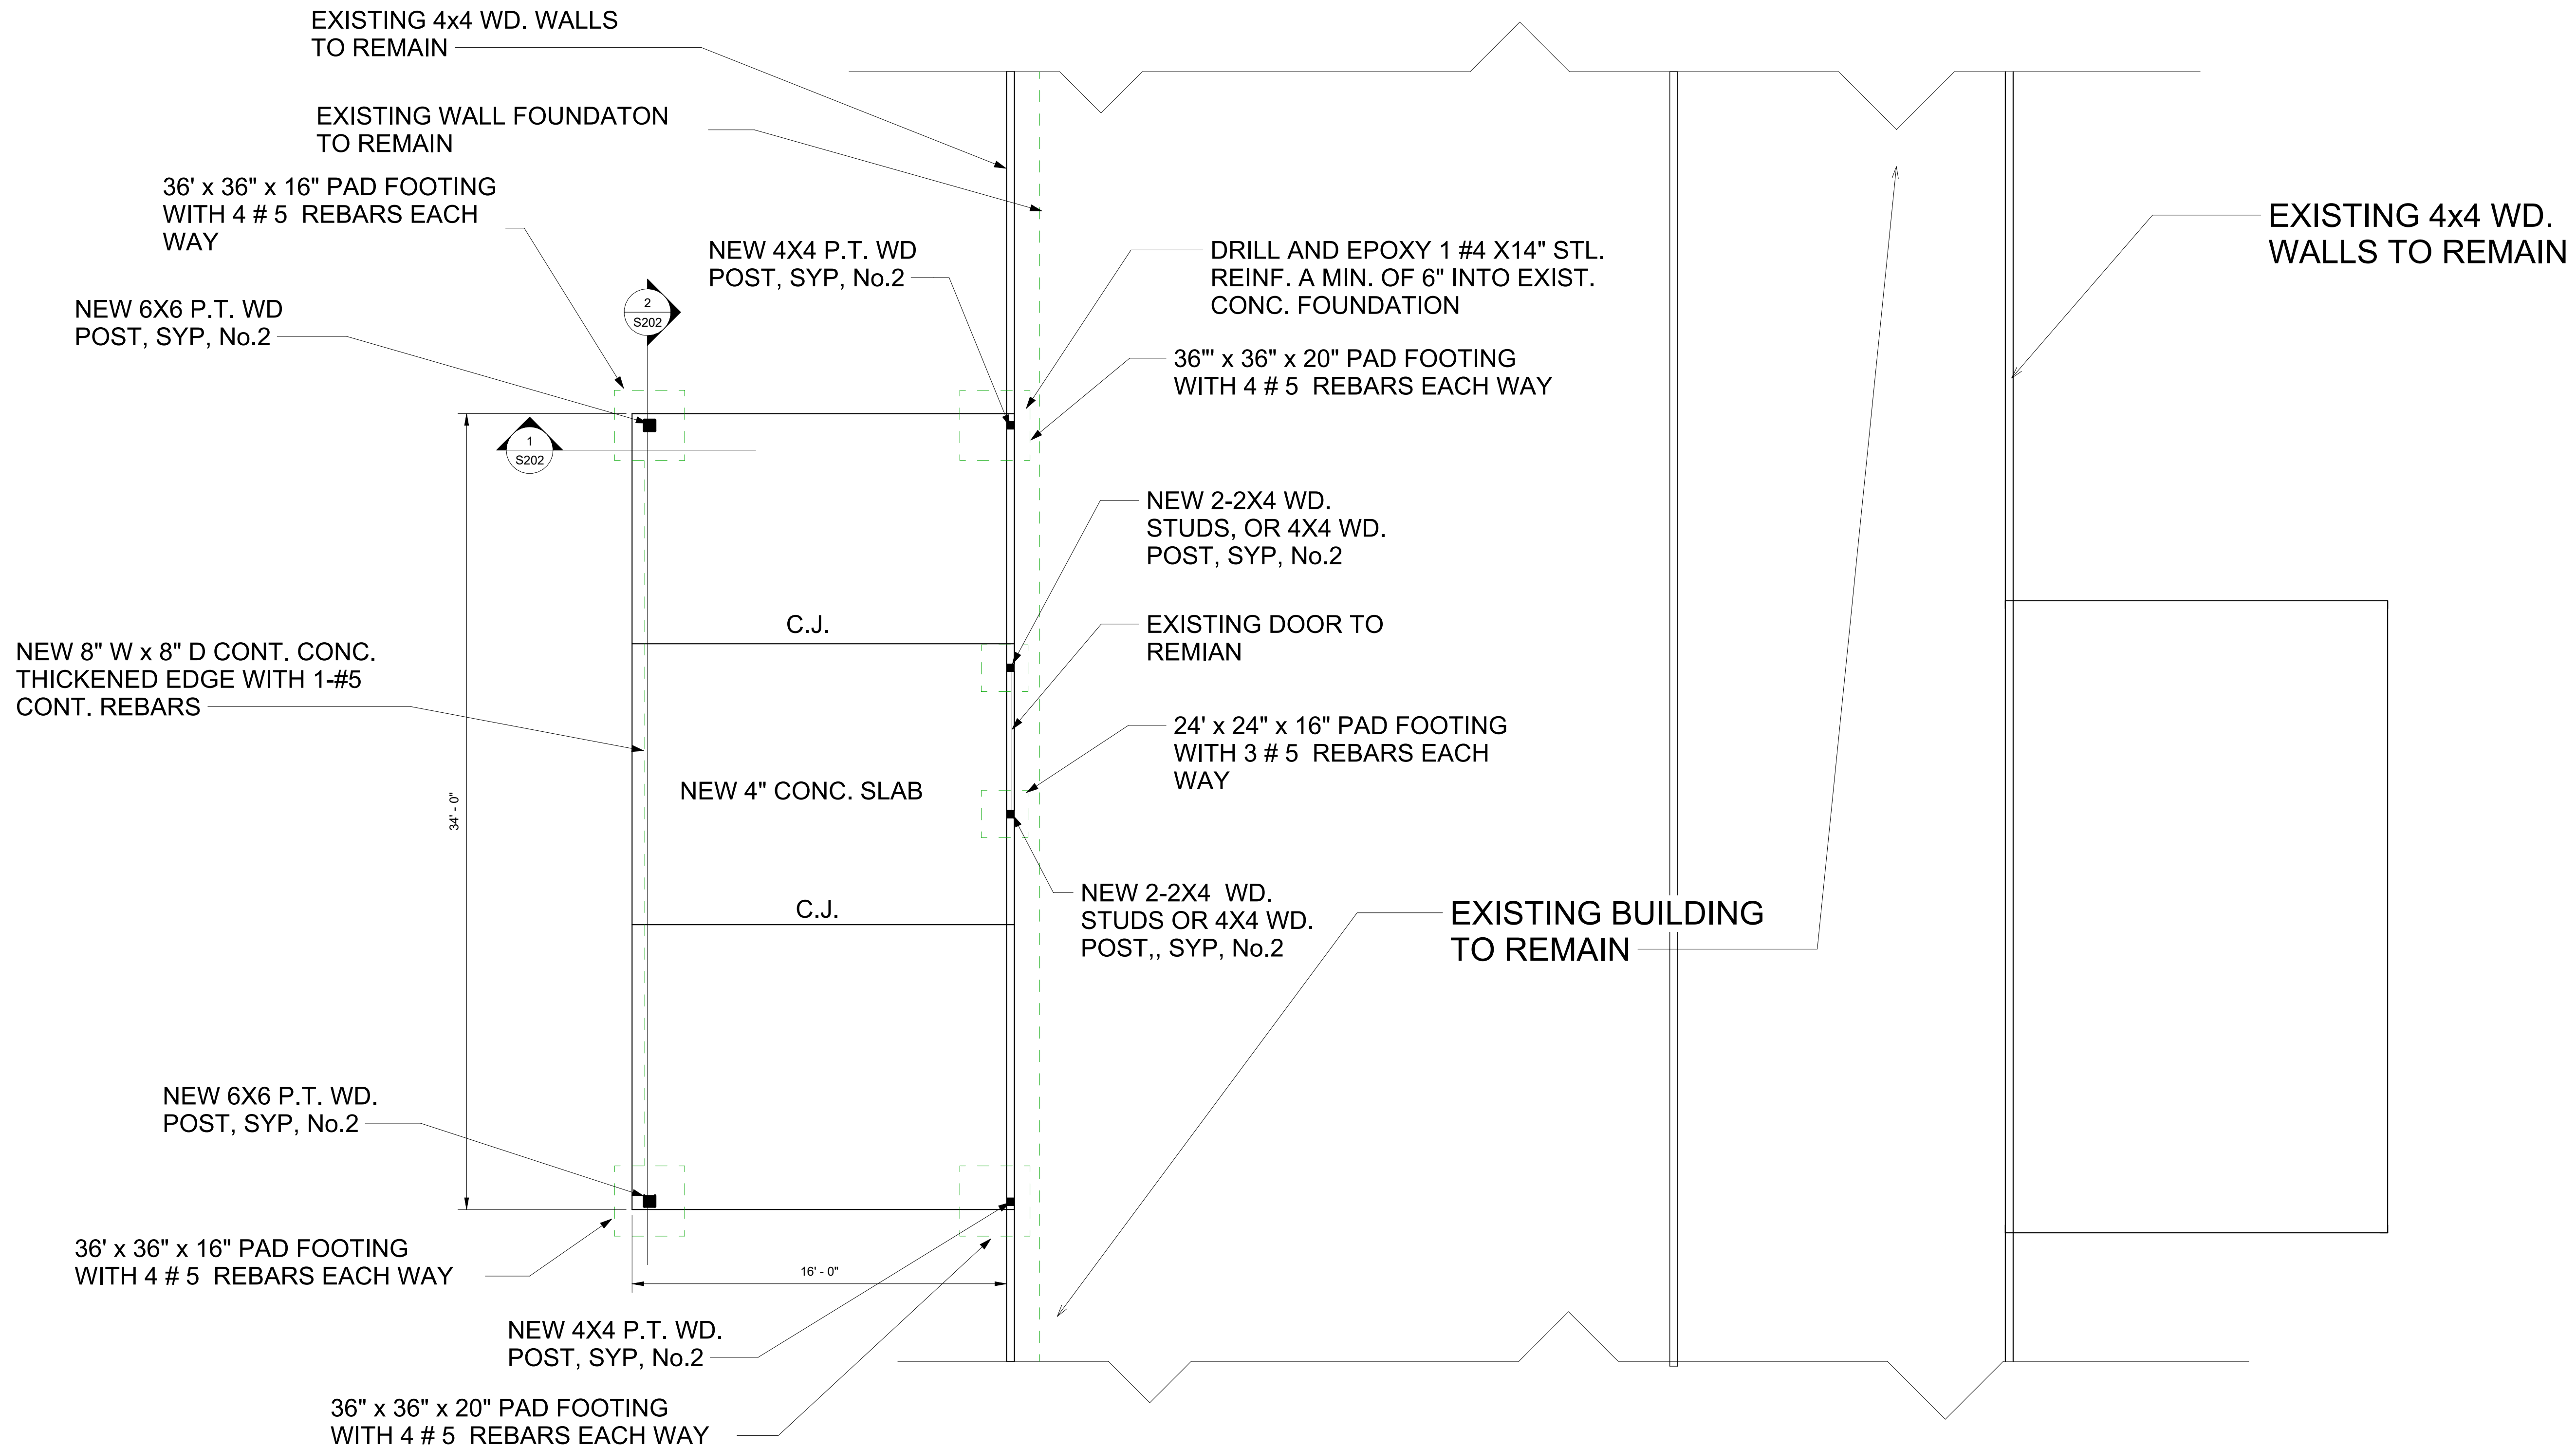 EXISTING 4x4 WD. WALLS
TO REMAIN
EXISTING WALL FOUNDATON
TO REMAIN
36' x 36" x 16" PAD FOOTING
WITH 4 # 5 REBARS EACH
WAY
NEW 4X4 P.T. WD
POST, SYP, No.2
DRILL AND EPOXY 1 #4 X14" STL.
REINF. A MIN. OF 6" INTO EXIST.
CONC. FOUNDATION
EXISTING 4x4 WD.
WALLS TO REMAIN
NEW 6X6 P.T. WD
POST, SYP, No.2
2
S202
36"' x 36" x 20" PAD FOOTING
WITH 4 # 5 REBARS EACH WAY
1
S202
NEW 2-2X4 WD.
STUDS, OR 4X4 WD.
POST, SYP, No.2
C.J.
EXISTING DOOR TO
REMIAN
NEW 8" W x 8" D CONT. CONC.
THICKENED EDGE WITH 1-#5
CONT. REBARS
24' x 24" x 16" PAD FOOTING
WITH 3 # 5 REBARS EACH
WAY
34' - 0"
NEW 4" CONC. SLAB
C.J.
NEW 2-2X4 WD.
STUDS OR 4X4 WD.
POST,, SYP, No.2
EXISTING BUILDING
TO REMAIN
NEW 6X6 P.T. WD.
POST, SYP, No.2
36' x 36" x 16" PAD FOOTING
WITH 4 # 5 REBARS EACH WAY
16' - 0"
NEW 4X4 P.T. WD.
POST, SYP, No.2
36" x 36" x 20" PAD FOOTING
WITH 4 # 5 REBARS EACH WAY